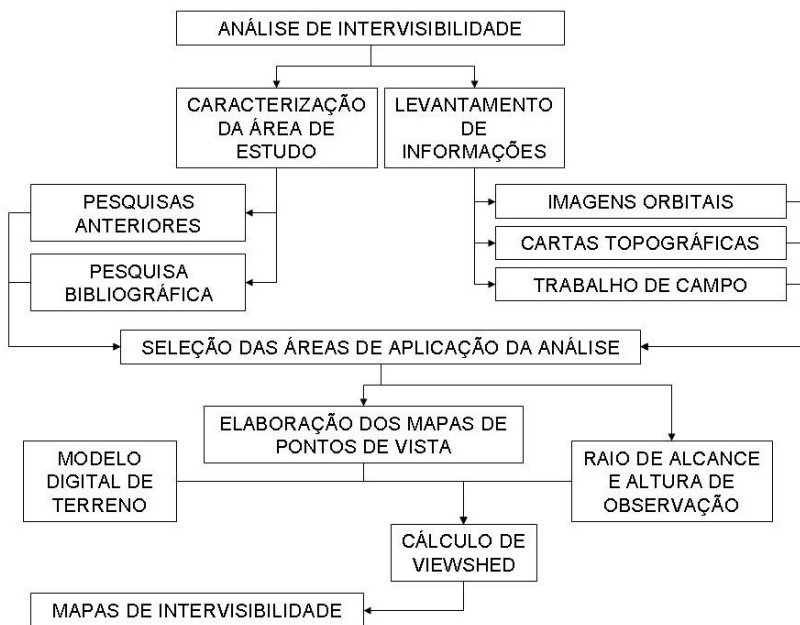 ANÁLISE DE INTERVISIBILIDADE
CARACTERIZAÇÃO
DA ÁREA DE
ESTUDO
LEVANTAMENTO
DE
INFORMAÇÕES
PESQUISAS
ANTERIORES
PESQUISA
BIBLIOGRÁFICA
IMAGENS ORBITAIS
CARTAS TOPOGRÁFICAS
TRABALHO DE CAMPO
SELEÇÃO DAS ÁREAS DE APLICAÇÃO DA ANÁLISE
ELABORAÇÃO DOS MAPAS DE
PONTOS DE VISTA
MODELO
DIGITAL DE
TERRENO
RAIO DE ALCANCE
E ALTURA DE
OBSERVAÇÃO
CÁLCULO DE
VIEWSHED
MAPAS DE INTERVISIBILIDADE